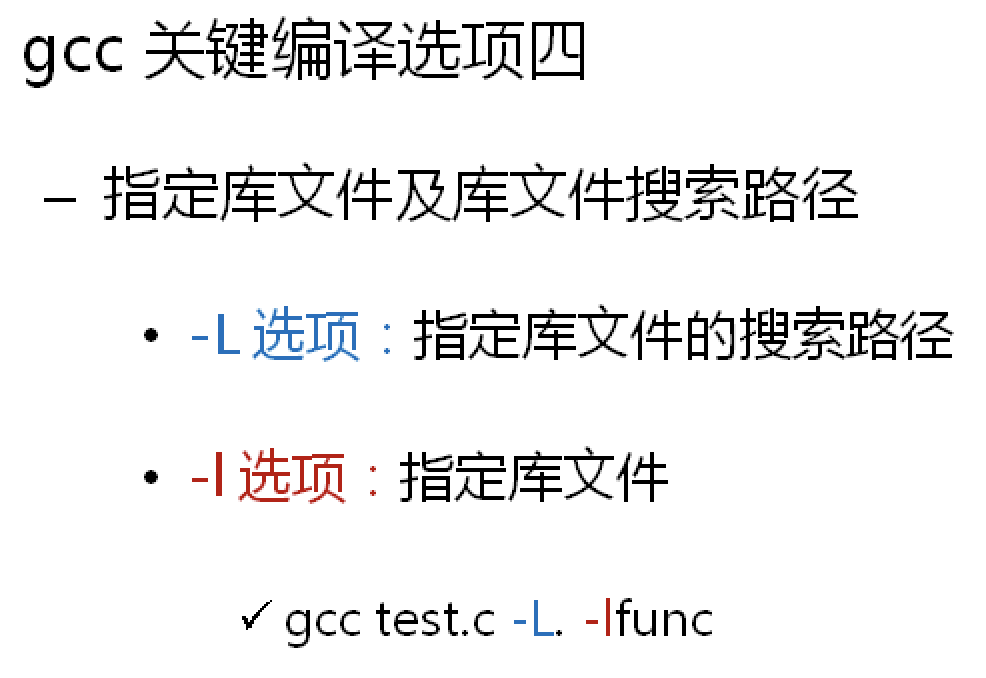 gcc 关键编译选项四
– 指定库文件及库文件搜索路径
• -L 选项：指定库文件的搜索路径
• -l 选项：指定库文件
✓ gcc test.c -L. -lfunc